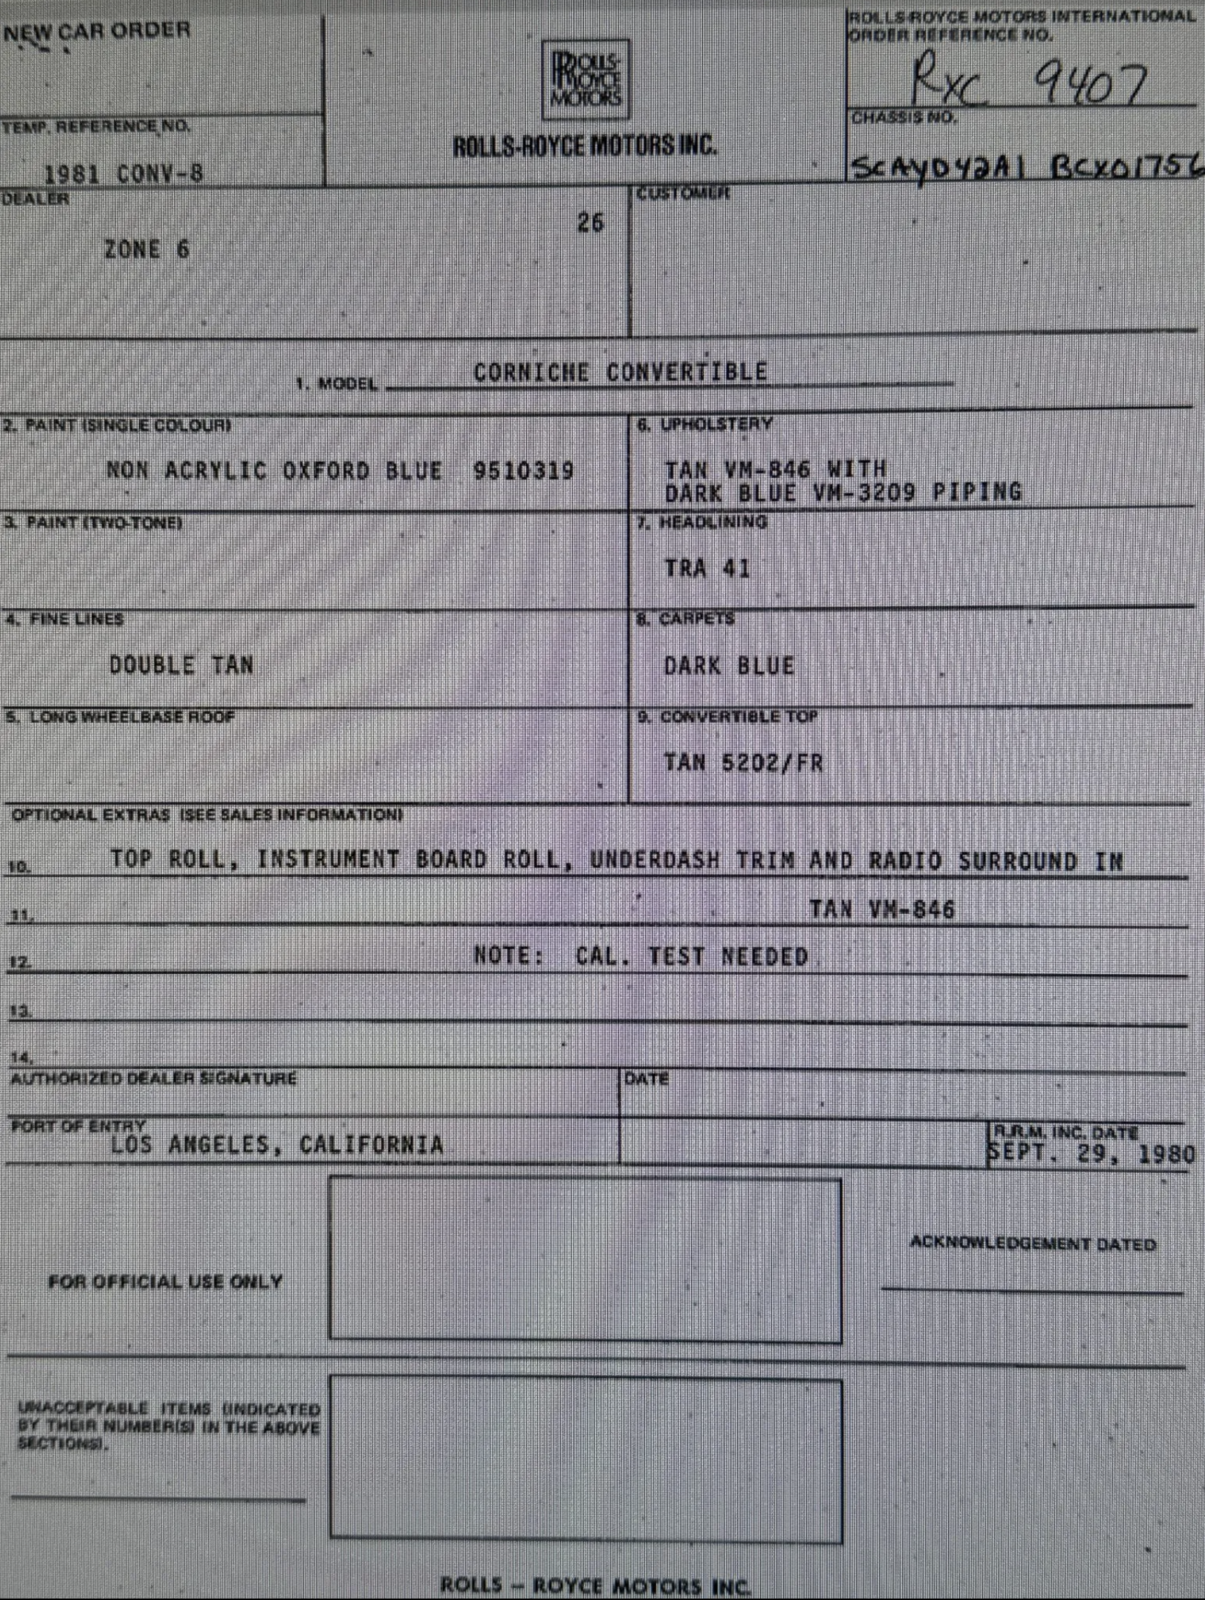 NEW CAR ORDER
ROLLS-ROYCE MOTORS INTERNATIONAL
ORDER REFERENCE NO.
RXC 9407
ROLLS-
ROYCE
MOTORS
ROLLS-ROYCE MOTORS INC.
TEMP. REFERENCE NO.
1981 CONV-8
CHASSIS NO.
SCAYD42A1 BCX01756
DEALER
26
ZONE 6
CUSTOMER
1. MODEL CORNICHE CONVERTIBLE
2. PAINT (SINGLE COLOUR)
NON ACRYLIC OXFORD BLUE 9510319
6. UPHOLSTERY
TAN VM-846 WITH
DARK BLUE VM-3209 PIPING
3. PAINT (TWO-TONE)
7. HEADLINING
TRA 41
4. FINE LINES
DOUBLE TAN
8. CARPETS
DARK BLUE
5. LONG WHEELBASE ROOF
9. CONVERTIBLE TOP
TAN 5202/FR
OPTIONAL EXTRAS (SEE SALES INFORMATION)
10. TOP ROLL, INSTRUMENT BOARD ROLL, UNDERDASH TRIM AND RADIO SURROUND IN
11. TAN VM-846
12. NOTE: CAL. TEST NEEDED
13.
14.
AUTHORIZED DEALER SIGNATURE
DATE
PORT OF ENTRY
LOS ANGELES, CALIFORNIA
R.R.M. INC. DATE
SEPT. 29, 1980
FOR OFFICIAL USE ONLY
ACKNOWLEDGEMENT DATED
UNACCEPTABLE ITEMS (INDICATED
BY THEIR NUMBER(S) IN THE ABOVE
SECTIONS).
ROLLS - ROYCE MOTORS INC.